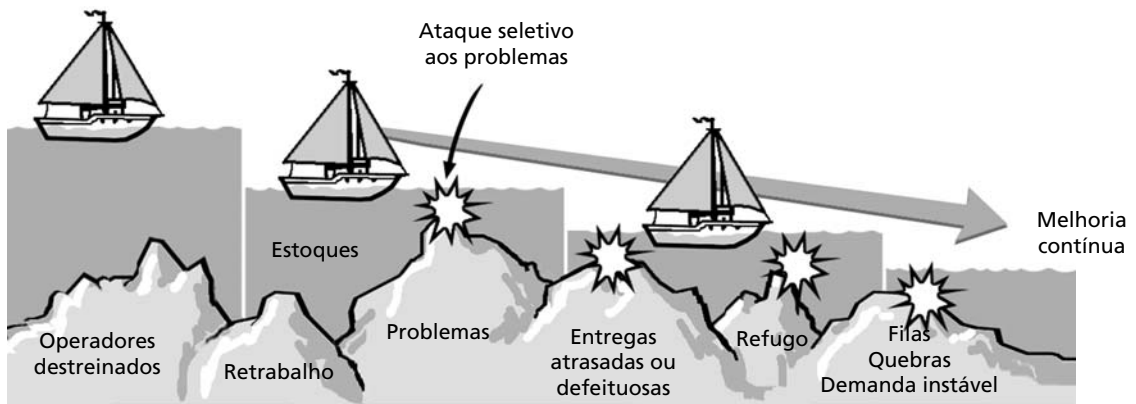 Ataque seletivo
aos problemas
Melhoria
contínua
Estoques
Operadores
destreinados
Retrabalho
Problemas
Entregas
atrasadas ou
defeituosas
Refugo
Filas
Quebras
Demanda instável